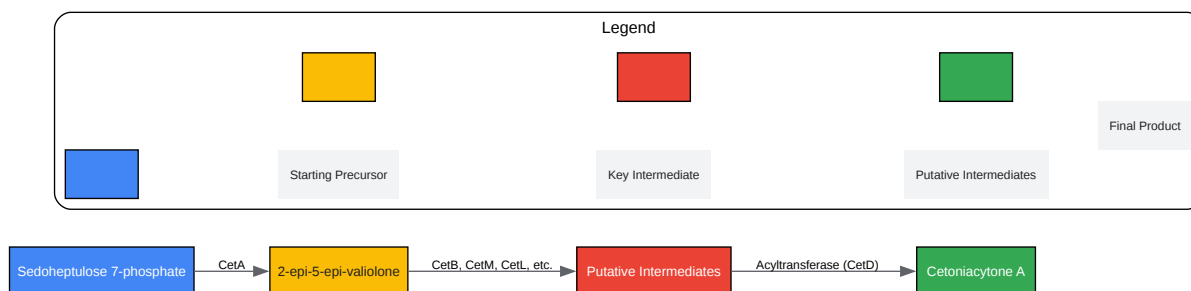 Legend
Final Product
Starting Precursor
Key Intermediate
Putative Intermediates
Sedoheptulose 7-phosphate
CetA
2-epi-5-epi-valiolone
CetB, CetM, CetL, etc.
Putative Intermediates
Acyltransferase (CetD)
Cetoniacytone A